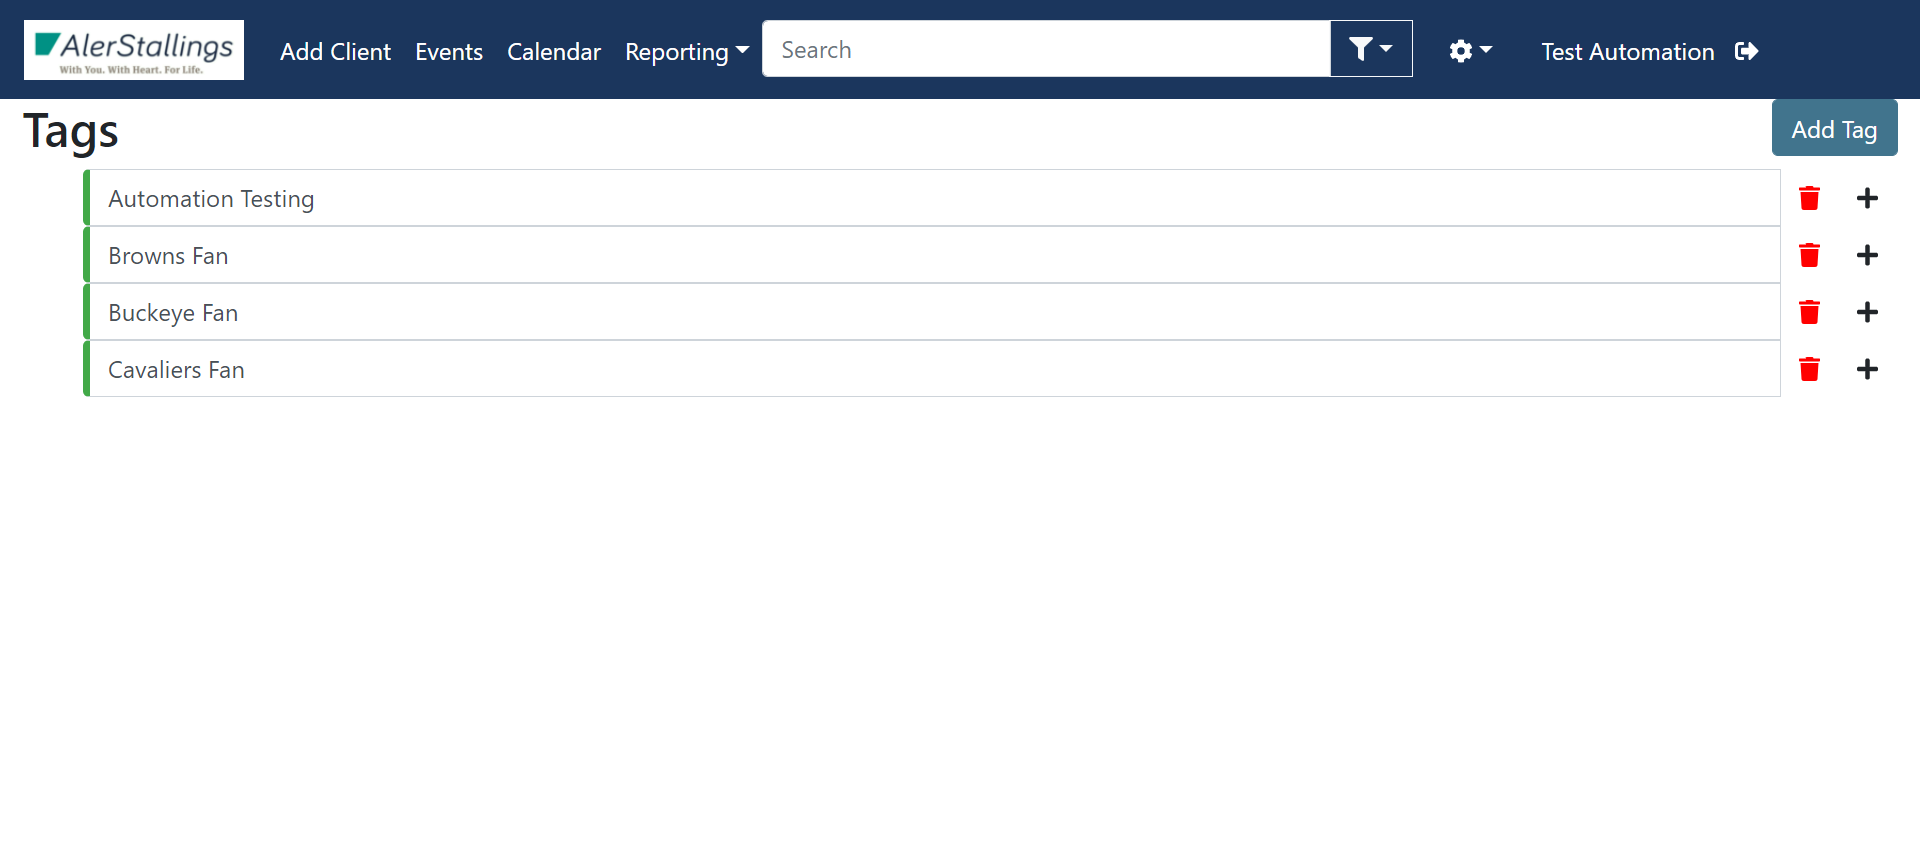 AlerStallings
With You. With Heart. For Life.
Add Client Events Calendar Reporting Search Test Automation
Tags
Add Tag
Automation Testing
Browns Fan
Buckeye Fan
Cavaliers Fan